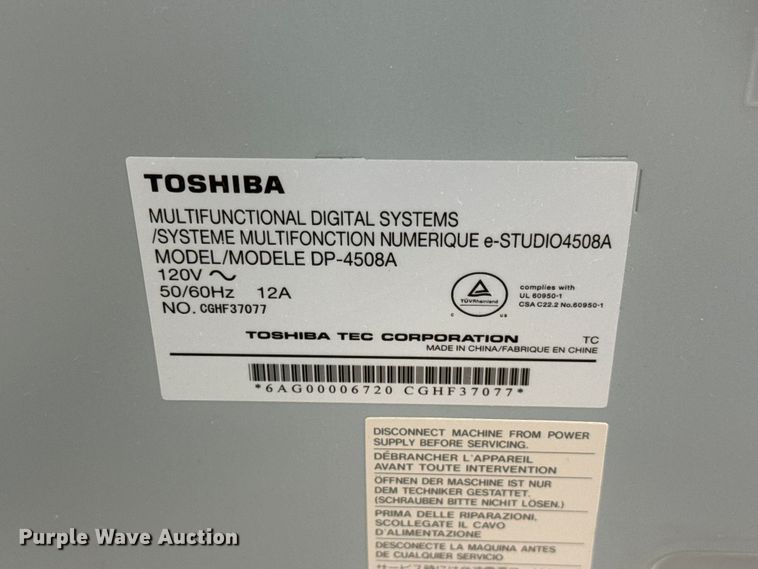 TOSHIBA
MULTIFUNCTIONAL DIGITAL SYSTEMS
/SYSTEME MULTIFONCTION NUMERIQUE e-STUDIO4508A
MODEL/MODELE DP-4508A
120V ~
50/60Hz 12A
NO. CGHF37077
TÜVRheinland
C US
complies with
UL 60950-1
CSA C22.2 No.60950-1
TOSHIBA TEC CORPORATION TC
MADE IN CHINA/FABRIQUE EN CHINE
*6AG00006720 CGHF37077*
DISCONNECT MACHINE FROM POWER
SUPPLY BEFORE SERVICING.
DÉBRANCHER L'APPAREIL
AVANT TOUTE INTERVENTION
ÖFFNEN DER MASCHINE IST NUR
DEM TECHNIKER GESTATTET.
(SCHRAUBEN BITTE NICHIT LÖSEN.)
PRIMA DELLE RIPARAZIONI,
SCOLLEGATE IL CAVO
D'ALIMENTAZIONE
DESCONECTE LA MAQUINA ANTES
DE CUALQUIER SERVICIO
Purple Wave Auction